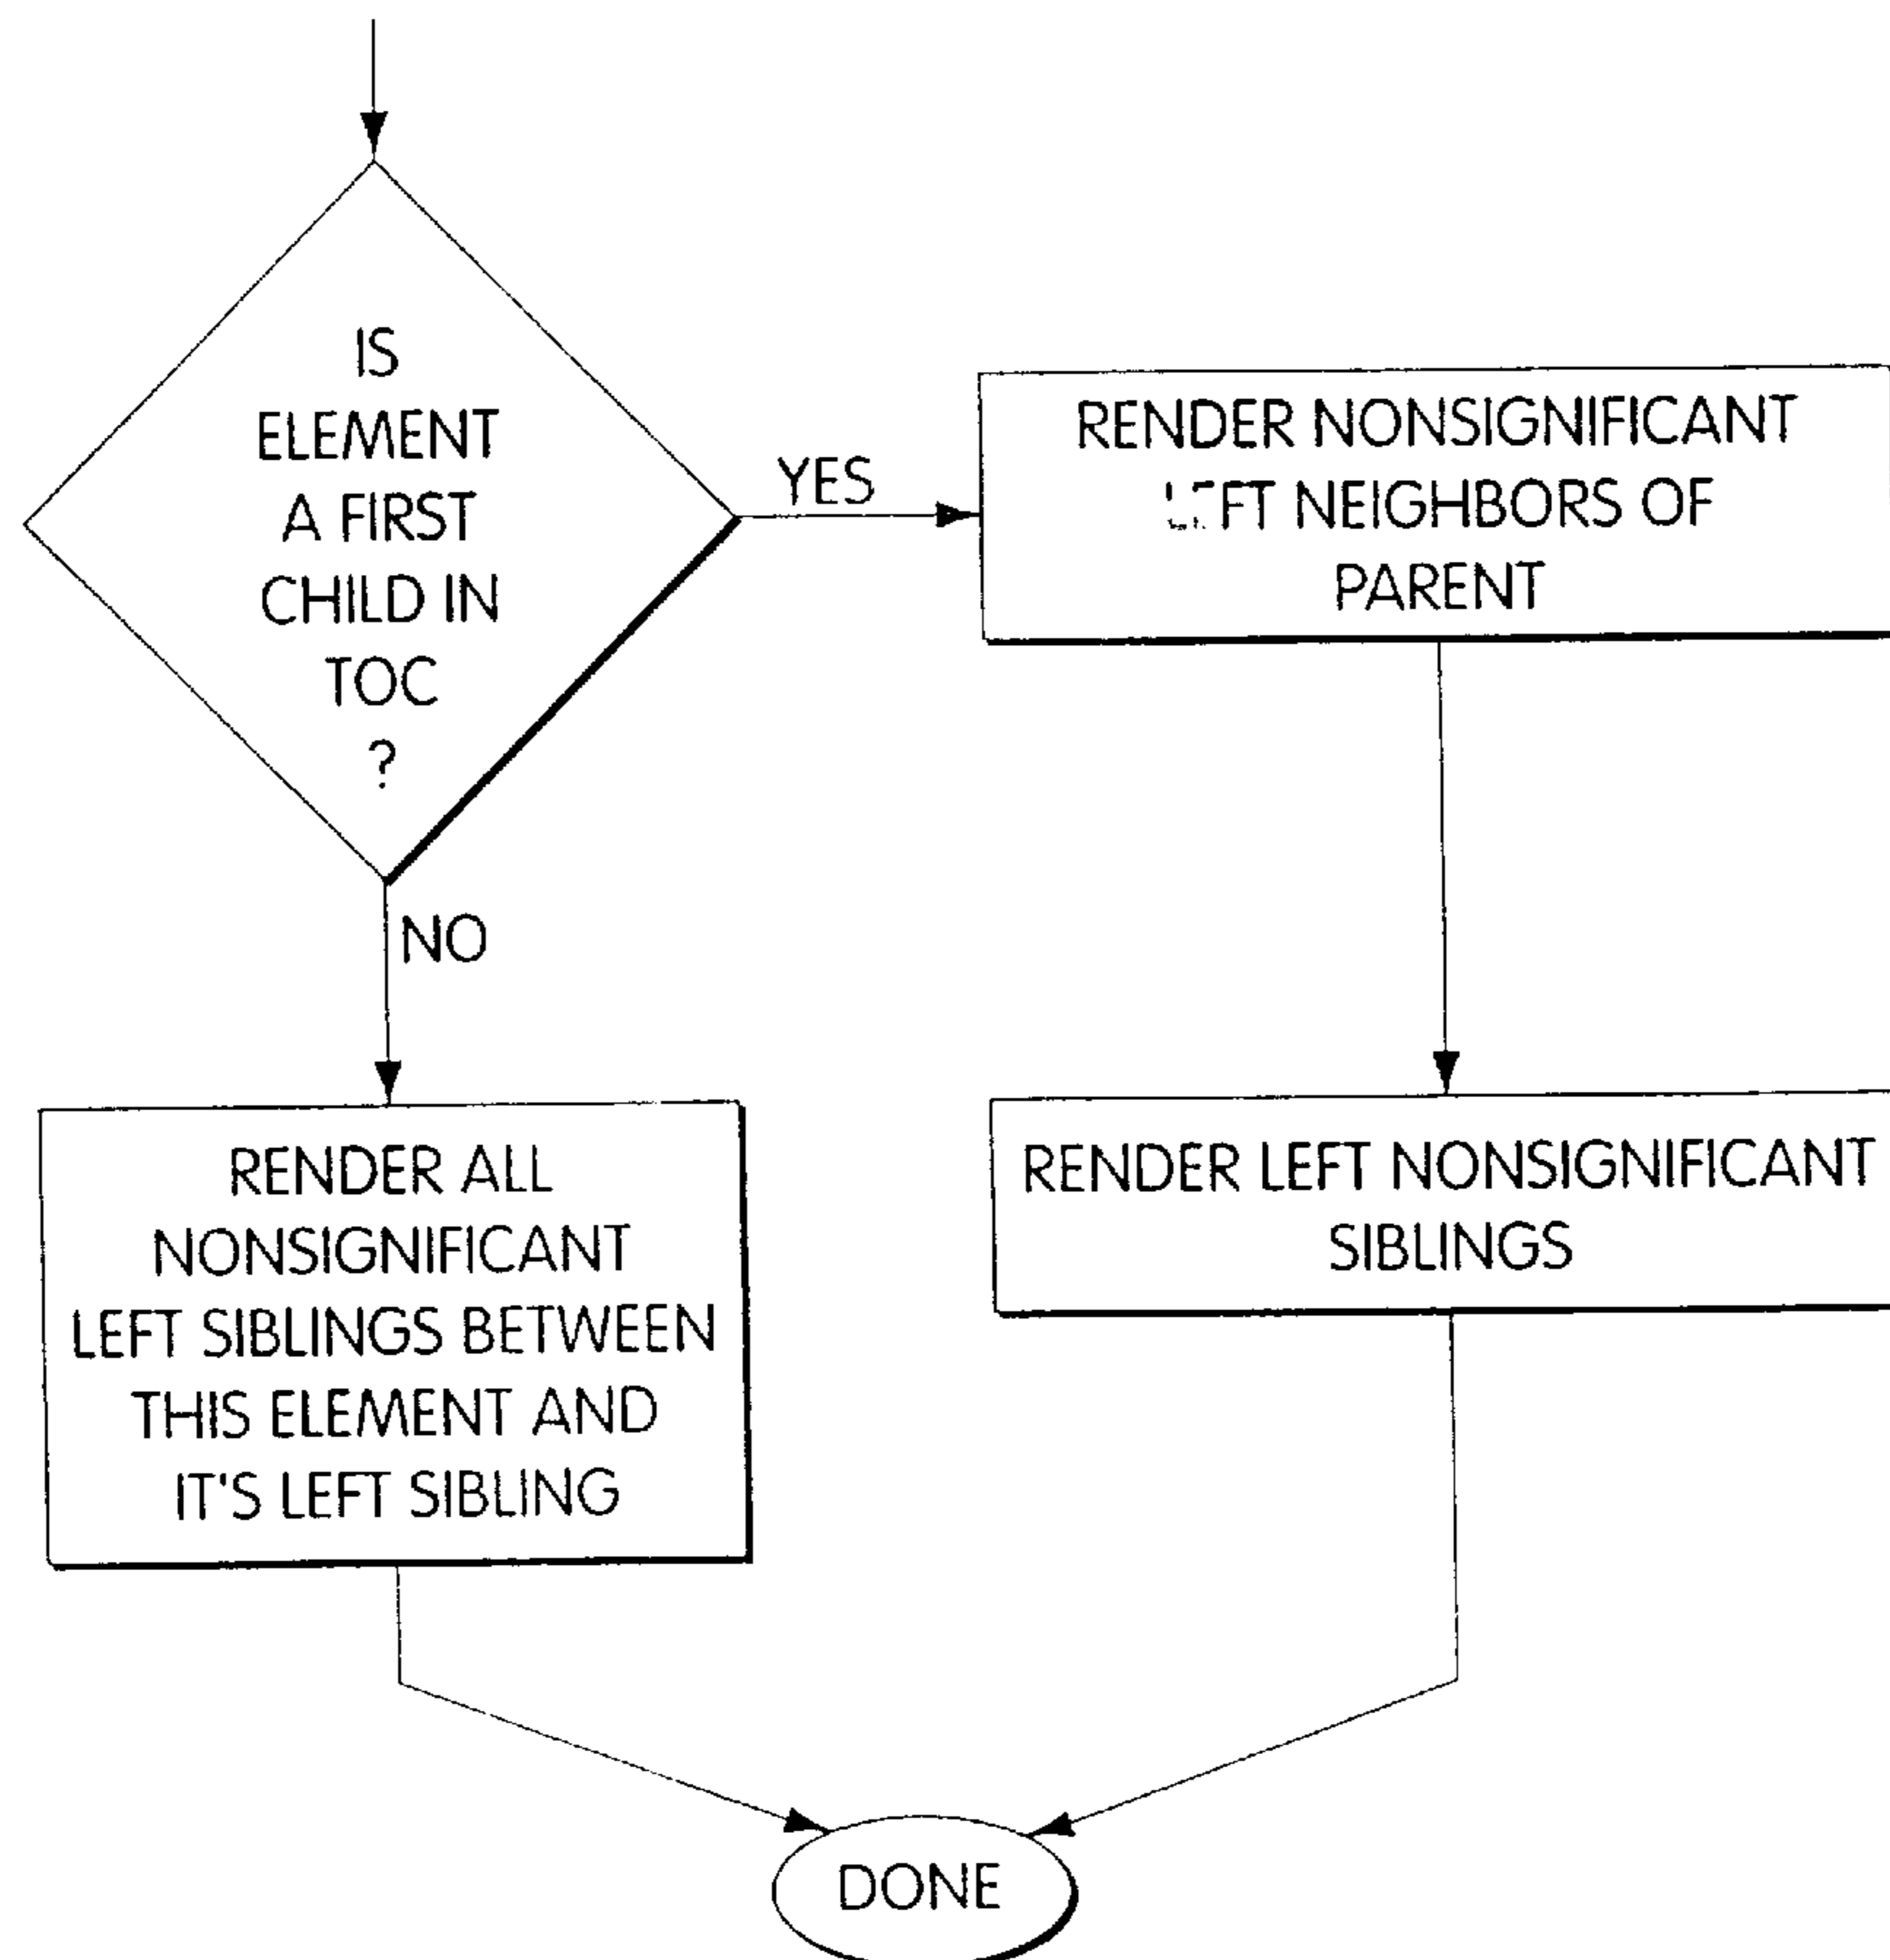 IS
ELEMENT
A FIRST
CHILD IN
TOC
?
YES
RENDER NONSIGNIFICANT
LEFT NEIGHBORS OF
PARENT
NO
RENDER ALL
NONSIGNIFICANT
LEFT SIBLINGS BETWEEN
THIS ELEMENT AND
IT'S LEFT SIBLING
RENDER LEFT NONSIGNIFICANT
SIBLINGS
DONE